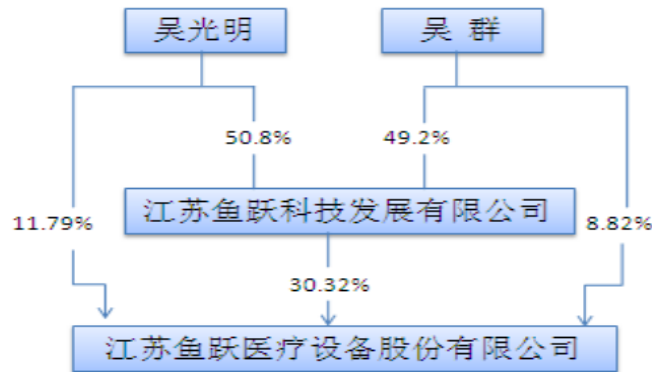 吴光明
吴 群
50.8%
49.2%
江苏鱼跃科技发展有限公司
11.79%
8.82%
30.32%
江苏鱼跃医疗设备股份有限公司